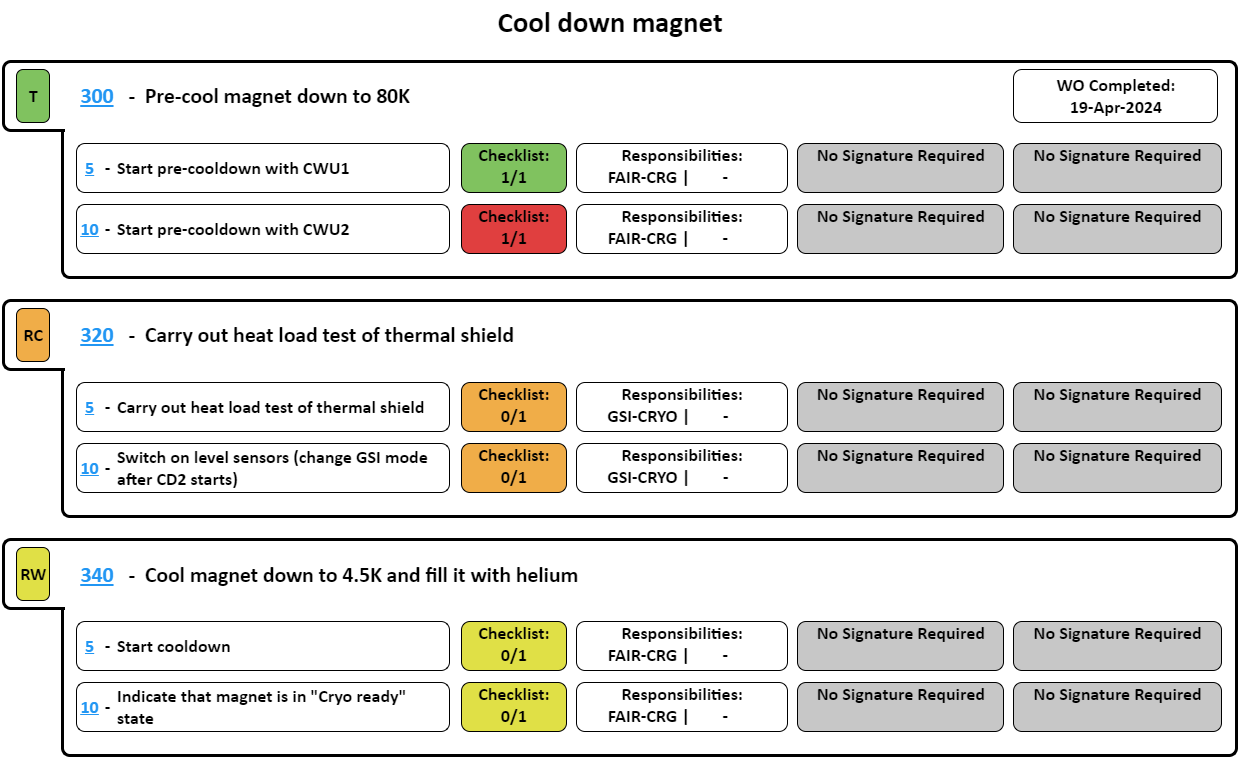 Cool down magnet
T
300 - Pre-cool magnet down to 80K
WO Completed:
19-Apr-2024
5 - Start pre-cooldown with CWU1
Checklist:
1/1
Responsibilities:
FAIR-CRG | -
No Signature Required
No Signature Required
10 - Start pre-cooldown with CWU2
Checklist:
1/1
Responsibilities:
FAIR-CRG | -
No Signature Required
No Signature Required
RC
320 - Carry out heat load test of thermal shield
5 - Carry out heat load test of thermal shield
Checklist:
0/1
Responsibilities:
GSI-CRYO | -
No Signature Required
No Signature Required
10 - Switch on level sensors (change GSI mode
after CD2 starts)
Checklist:
0/1
Responsibilities:
GSI-CRYO | -
No Signature Required
No Signature Required
RW
340 - Cool magnet down to 4.5K and fill it with helium
5 - Start cooldown
Checklist:
0/1
Responsibilities:
FAIR-CRG | -
No Signature Required
No Signature Required
10 - Indicate that magnet is in "Cryo ready"
state
Checklist:
0/1
Responsibilities:
FAIR-CRG | -
No Signature Required
No Signature Required